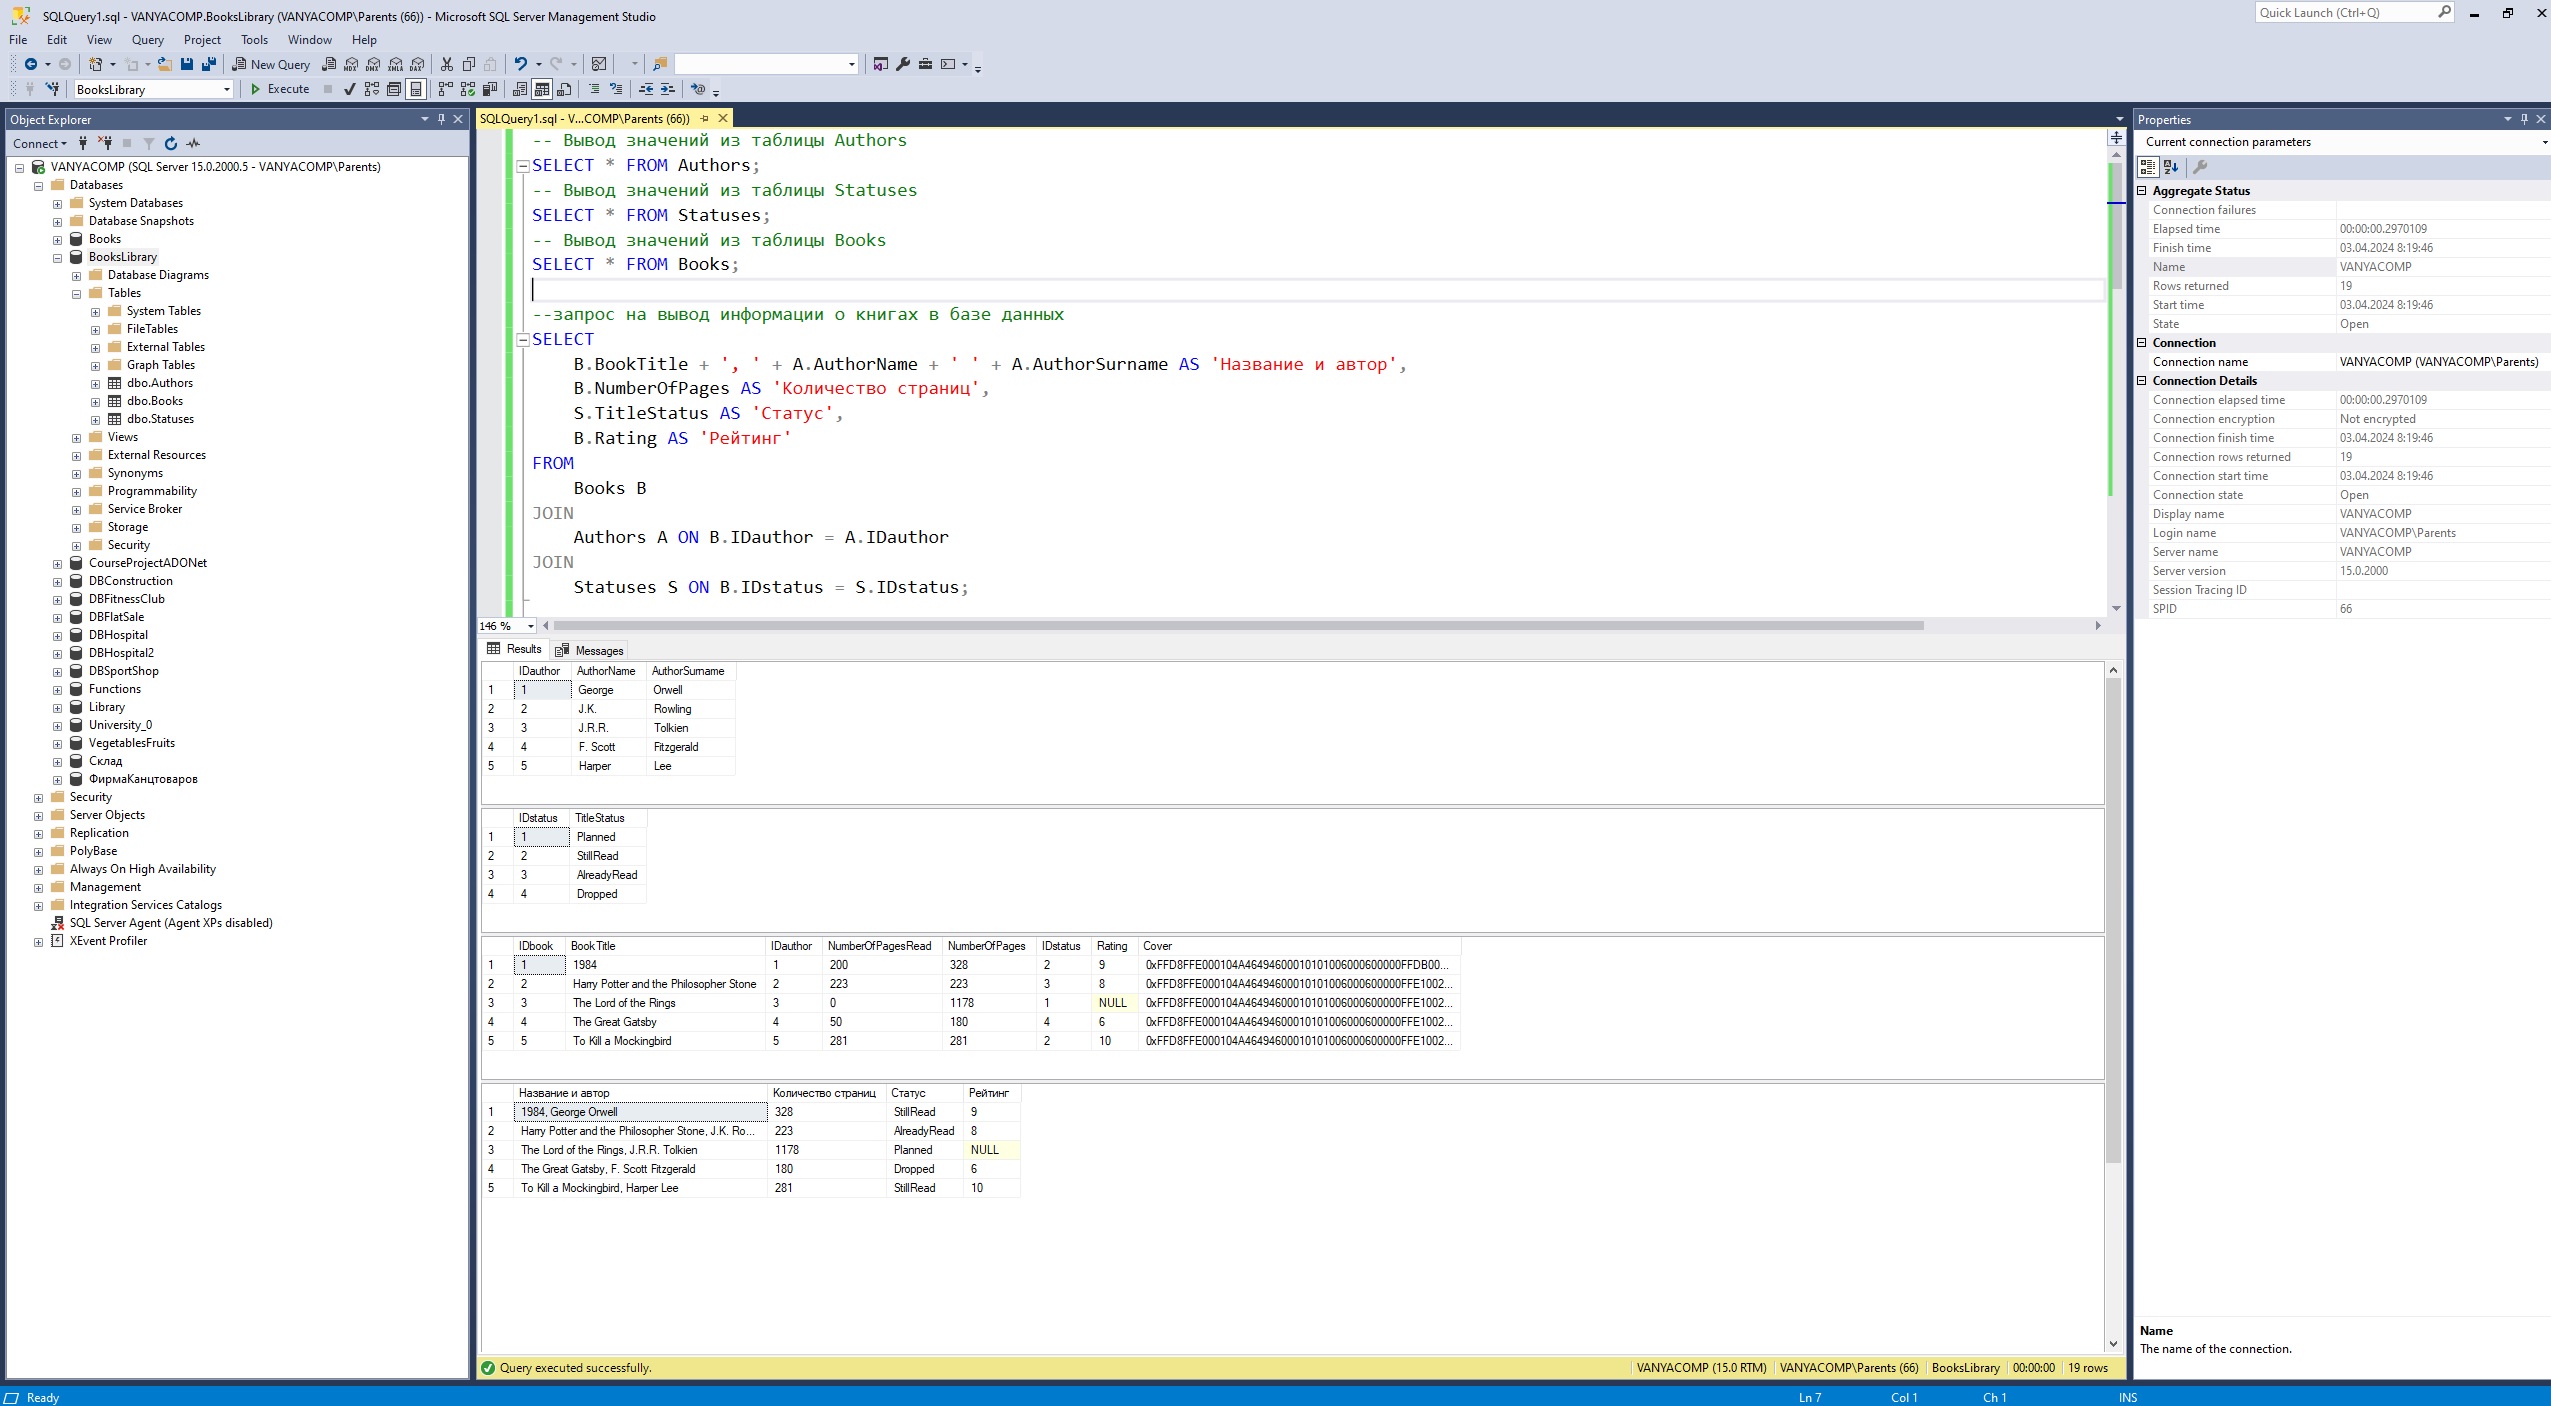 SQLQuery1.sql - VANYACOMP.BooksLibrary (VANYACOMP\Parents (66)) - Microsoft SQL Server Management Studio
Quick Launch (Ctrl+Q)
File Edit View Query Project Tools Window Help
New Query
BooksLibrary Execute
Object Explorer
Connect
VANYACOMP (SQL Server 15.0.2000.5 - VANYACOMP\Parents)
Databases
System Databases
Database Snapshots
Books
BooksLibrary
Database Diagrams
Tables
System Tables
FileTables
External Tables
Graph Tables
dbo.Authors
dbo.Books
dbo.Statuses
Views
External Resources
Synonyms
Programmability
Service Broker
Storage
Security
CourseProjectADONet
DBConstruction
DBFitnessClub
DBFlatSale
DBHospital
DBHospital2
DBSportShop
Functions
Library
University_0
VegetablesFruits
Склад
ФирмаКанцтоваров
Security
Server Objects
Replication
PolyBase
Always On High Availability
Management
Integration Services Catalogs
SQL Server Agent (Agent XPs disabled)
XEvent Profiler
SQLQuery1.sql - V...COMP\Parents (66))
-- Вывод значений из таблицы Authors
SELECT * FROM Authors;
-- Вывод значений из таблицы Statuses
SELECT * FROM Statuses;
-- Вывод значений из таблицы Books
SELECT * FROM Books;
--запрос на вывод информации о книгах в базе данных
SELECT
B.BookTitle + ', ' + A.AuthorName + ' ' + A.AuthorSurname AS 'Название и автор',
B.NumberOfPages AS 'Количество страниц',
S.TitleStatus AS 'Статус',
B.Rating AS 'Рейтинг'
FROM
Books B
JOIN
Authors A ON B.IDauthor = A.IDauthor
JOIN
Statuses S ON B.IDstatus = S.IDstatus;
146 %
Results Messages
IDauthor AuthorName AuthorSurname
1 1 George Orwell
2 2 J.K. Rowling
3 3 J.R.R. Tolkien
4 4 F. Scott Fitzgerald
5 5 Harper Lee
IDstatus TitleStatus
1 1 Planned
2 2 StillRead
3 3 AlreadyRead
4 4 Dropped
IDbook BookTitle IDauthor NumberOfPagesRead NumberOfPages IDstatus Rating Cover
1 1 1984 1 200 328 2 9 0xFFD8FFE000104A46494600010101006000600000FFDB00...
2 2 Harry Potter and the Philosopher Stone 2 223 223 3 8 0xFFD8FFE000104A46494600010101006000600000FFE1002...
3 3 The Lord of the Rings 3 0 1178 1 NULL 0xFFD8FFE000104A46494600010101006000600000FFE1002...
4 4 The Great Gatsby 4 50 180 4 6 0xFFD8FFE000104A46494600010101006000600000FFE1002...
5 5 To Kill a Mockingbird 5 281 281 2 10 0xFFD8FFE000104A46494600010101006000600000FFE1002...
Название и автор Количество страниц Статус Рейтинг
1 1984, George Orwell 328 StillRead 9
2 Harry Potter and the Philosopher Stone, J.K. Ro... 223 AlreadyRead 8
3 The Lord of the Rings, J.R.R. Tolkien 1178 Planned NULL
4 The Great Gatsby, F. Scott Fitzgerald 180 Dropped 6
5 To Kill a Mockingbird, Harper Lee 281 StillRead 10
Query executed successfully. VANYACOMP (15.0 RTM) VANYACOMP\Parents (66) BooksLibrary 00:00:00 19 rows
Properties
Current connection parameters
Aggregate Status
Connection failures
Elapsed time 00:00:00.2970109
Finish time 03.04.2024 8:19:46
Name VANYACOMP
Rows returned 19
Start time 03.04.2024 8:19:46
State Open
Connection
Connection name VANYACOMP (VANYACOMP\Parents)
Connection Details
Connection elapsed time 00:00:00.2970109
Connection encryption Not encrypted
Connection finish time 03.04.2024 8:19:46
Connection rows returned 19
Connection start time 03.04.2024 8:19:46
Connection state Open
Display name VANYACOMP
Login name VANYACOMP\Parents
Server name VANYACOMP
Server version 15.0.2000
Session Tracing ID
SPID 66
Name
The name of the connection.
Ready Ln 7 Col 1 Ch 1 INS